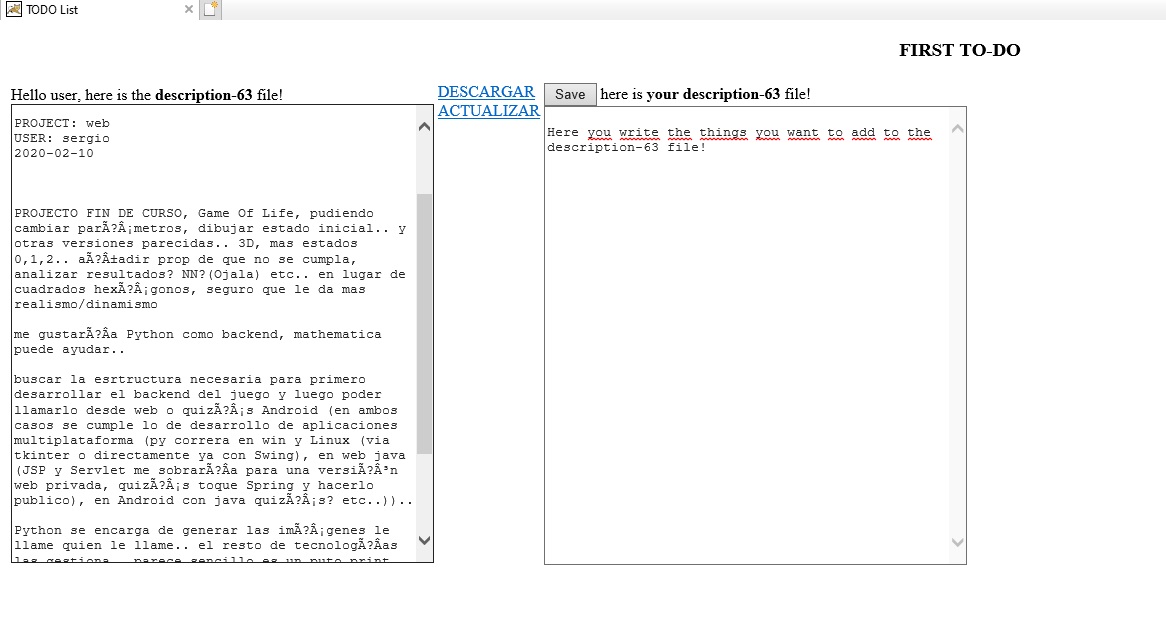 TODO List
FIRST TO-DO
Hello user, here is the description-63 file!
PROJECT: web
USER: sergio
2020-02-10
PROJECTO FIN DE CURSO, Game Of Life, pudiendo
cambiar parÃ?Â¡metros, dibujar estado inicial.. y
otras versiones parecidas.. 3D, mas estados
0,1,2.. aÃ?Â±adir prop de que no se cumpla,
analizar resultados? NN?(Ojala) etc.. en lugar de
cuadrados hexÃ?Â¡gonos, seguro que le da mas
realismo/dinamismo
me gustarÃ?Âa Python como backend, mathematica
puede ayudar..
buscar la esrtructura necesaria para primero
desarrollar el backend del juego y luego poder
llamarlo desde web o quizÃ?Â¡s Android (en ambos
casos se cumple lo de desarrollo de aplicaciones
multiplataforma (py correra en win y Linux (via
tkinter o directamente ya con Swing), en web java
(JSP y Servlet me sobrarÃ?Âa para una versiÃ?Âªn
web privada, quizÃ?Â¡s toque Spring y hacerlo
publico), en Android con java quizÃ?Â¡s? etc..))..
Python se encarga de generar las imÃ?Â¡genes le
llame quien le llame.. el resto de tecnologÃ?Âas
las gestiona.. parece sencillo es un puto print
DESCARGAR
ACTUALIZAR
Save here is your description-63 file!
Here you write the things you want to add to the
description-63 file!